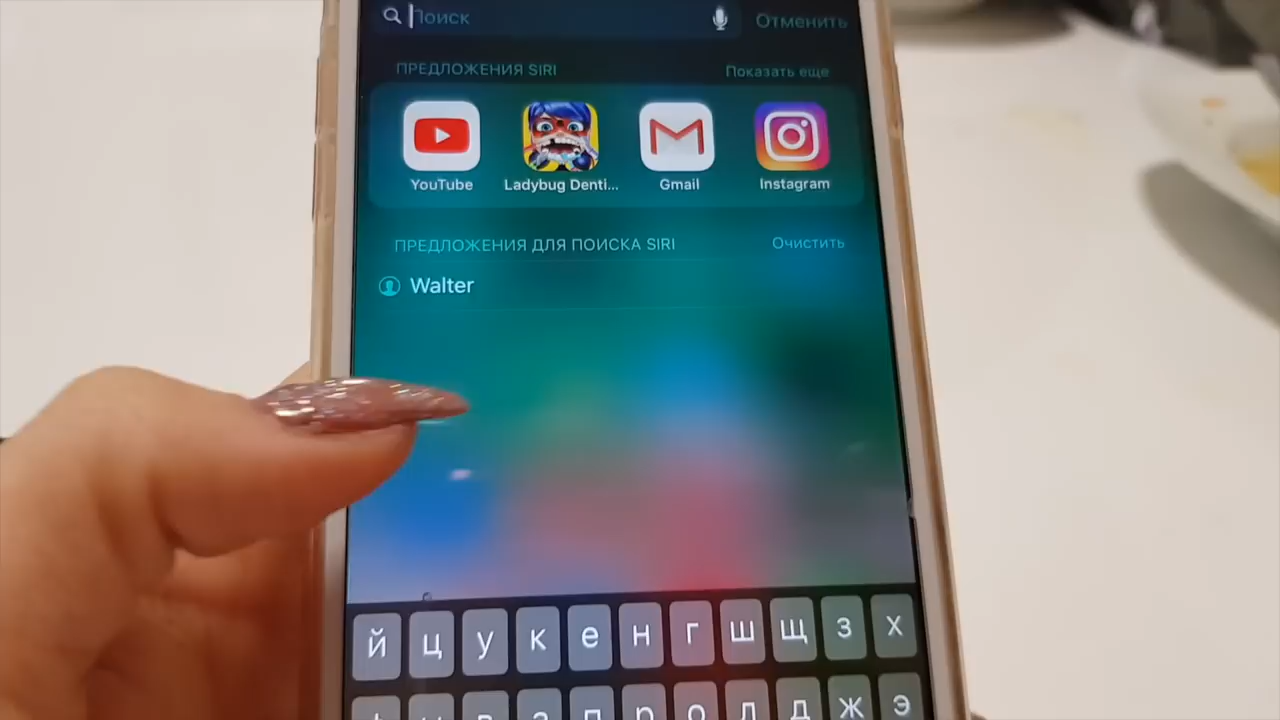 Поиск
Отменить
ПРЕДЛОЖЕНИЯ SIRI
Показать еще
YouTube
Ladybug Denti...
Gmail
Instagram
ПРЕДЛОЖЕНИЯ ДЛЯ ПОИСКА SIRI
Очистить
Walter
й ц у к е н г ш щ з х
ж э